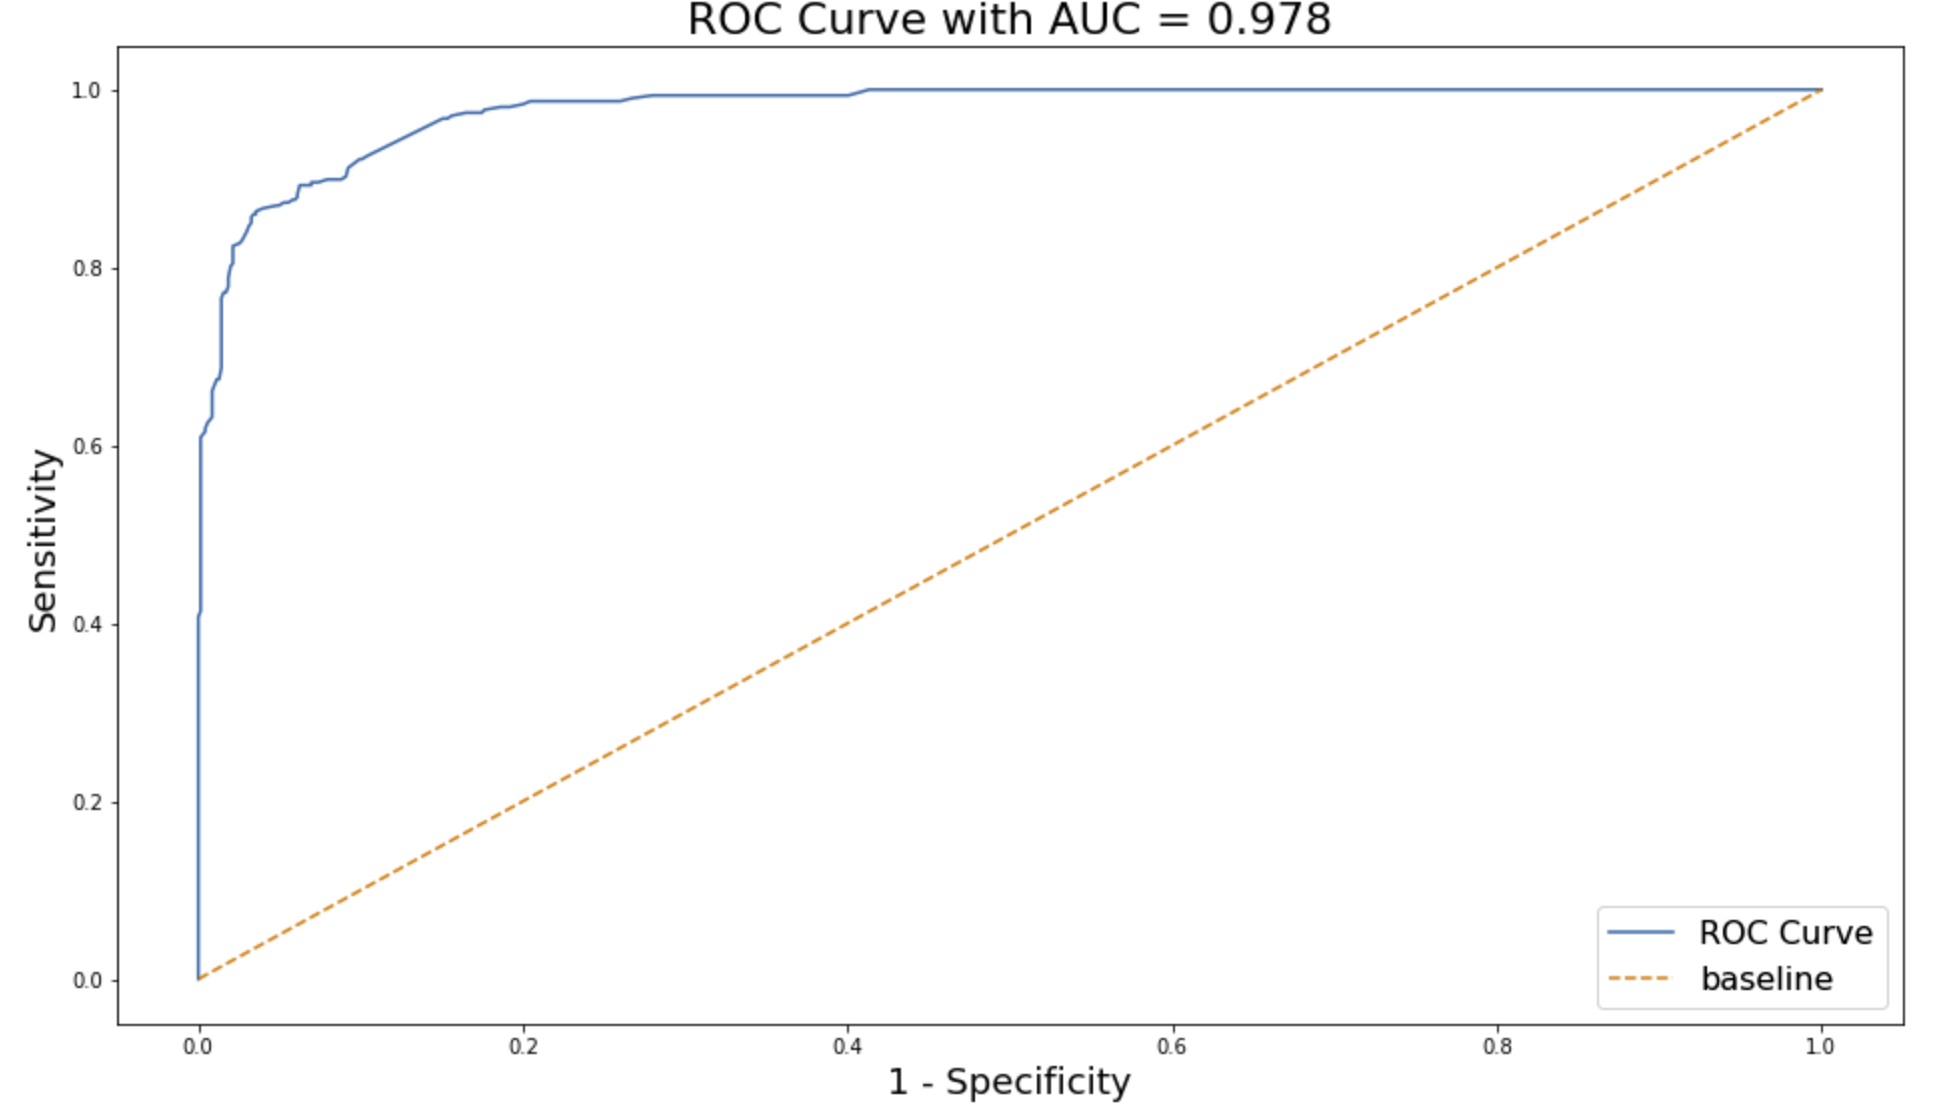 ROC Curve with AUC = 0.978
1.0
0.8
0.6
0.4
0.2
0.0
Sensitivity
0.0 0.2 0.4 0.6 0.8 1.0
1 - Specificity
ROC Curve
baseline